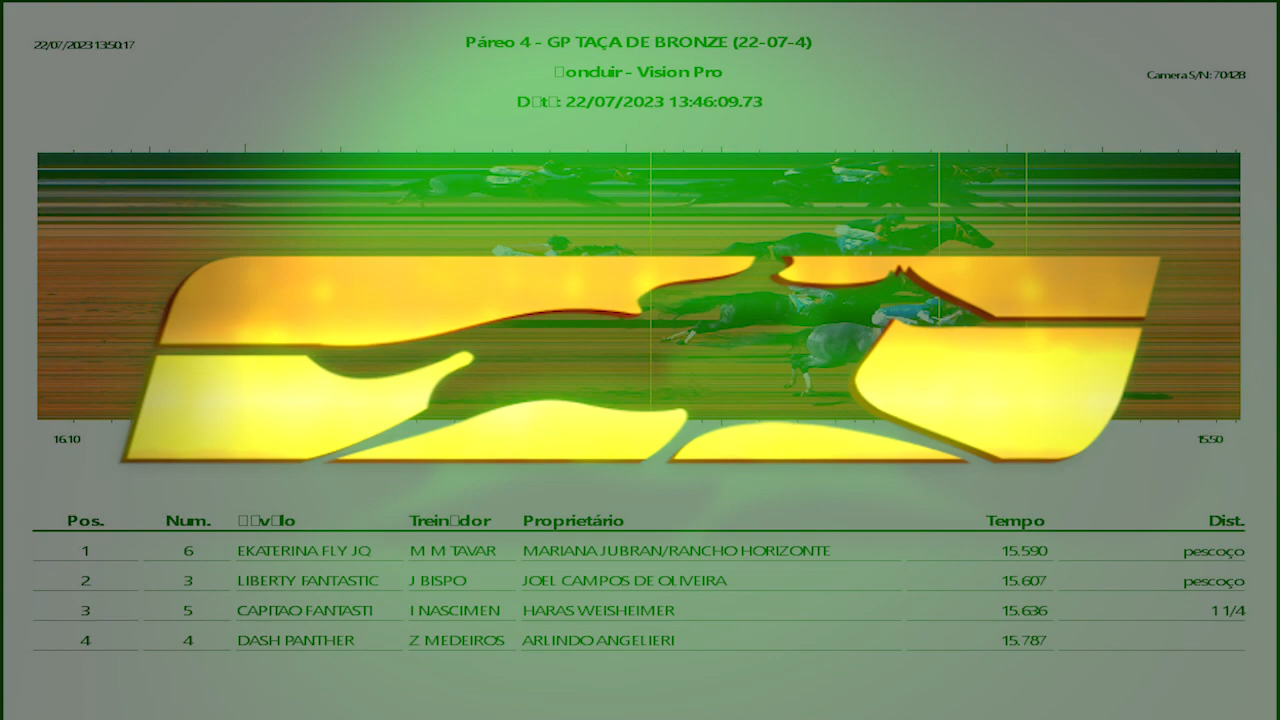 22/07/2023 13:50:17
Páreo 4 - GP TAÇA DE BRONZE (22-07-4)
□onduir - Vision Pro
Camera S/N: 70428
D□t□: 22/07/2023 13:46:09.73
16.10 15.50
Pos. Num. □□v□lo Trein□dor Proprietário Tempo Dist.
1 6 EKATERINA FLY JQ M M TAVAR MARIANA JUBRAN/RANCHO HORIZONTE 15.590 pescoço
2 3 LIBERTY FANTASTIC J BISPO JOEL CAMPOS DE OLIVEIRA 15.607 pescoço
3 5 CAPITAO FANTASTI I NASCIMEN HARAS WEISHEIMER 15.636 1 1/4
4 4 DASH PANTHER Z MEDEIROS ARLINDO ANGELIERI 15.787